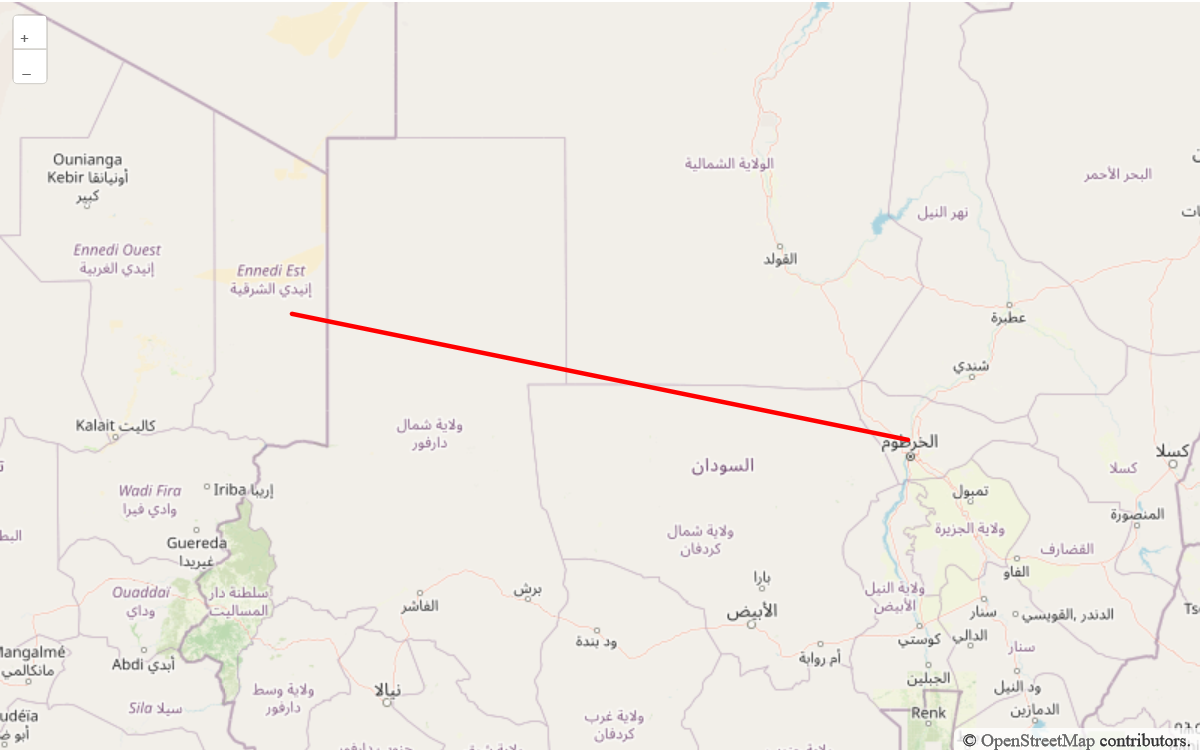 +
–
Ounianga
Kebir أونيانقا
كبير
الولاية الشمالية
البحر الأحمر
نهر النيل
Ennedi Ouest
إنيدي الغربية
Ennedi Est
إنيدي الشرقية
القولد
عطبرة
شندي
Kalait كاليت
ولاية شمال
دارفور
الخرطوم
كسلا
السودان
كسلا
Wadi Fira
وادي فيرا
Iriba إريبا
تمبول
المنصورة
ولاية الجزيرة
ولاية شمال
كردفان
Guereda
غيريدا
القضارف
الفاو
Ouaddaï
وداي
سلطنة دار
المساليت
الفاشر
برش
بارا
الأبيض
ولاية النيل
الأبيض
سنار
الدندر ,القويسي
ود بندة
كوستي
الدالي
سنار
Mangalmé
مانكالمي
Abdi أبدي
أم روابة
الجبلين
ود النيل
Sila سيلا
ولاية وسط
دارفور
نيالا
ولاية غرب
كردفان
Renk
الدمازين
© OpenStreetMap contributors.